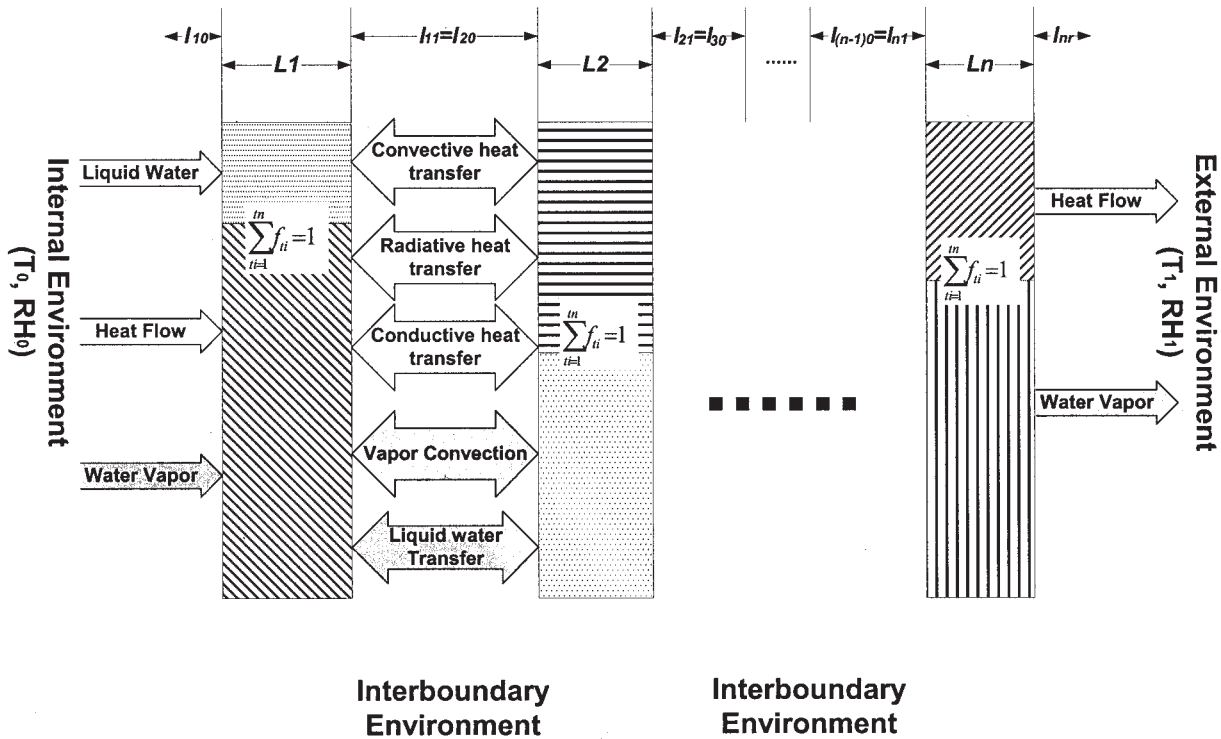 l10
l11=l20
l21=l30
......
l(n-1)0=ln1
lnr
L1
L2
Ln
Internal Environment
(T0, RH0)
Liquid Water
Heat Flow
Water Vapor
tn
∑ fti=1
ti=1
Convective heat
transfer
Radiative heat
transfer
Conductive heat
transfer
Vapor Convection
Liquid water
Transfer
tn
∑ fti=1
ti=1
tn
∑ fti=1
ti=1
Heat Flow
Water Vapor
External Environment
(T1, RH1)
Interboundary
Environment
Interboundary
Environment